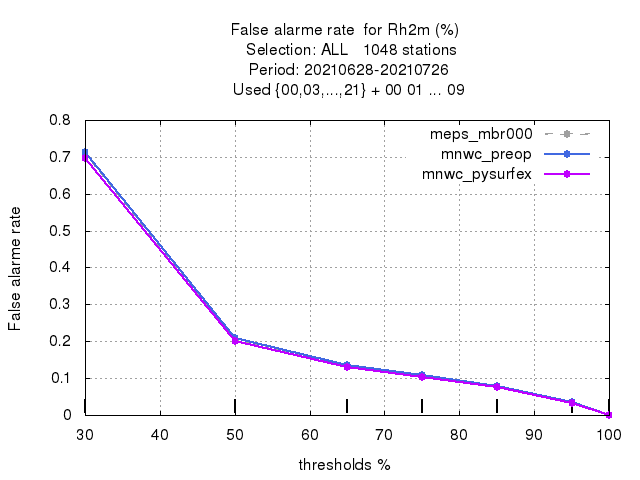 False alarme rate  for Rh2m (%)
Selection: ALL   1048 stations
Period: 20210628-20210726
Used {00,03,...,21} + 00 01 ... 09
meps_mbr000
mnwc_preop
mnwc_pysurfex
0.8
0.7
0.6
0.5
0.4
0.3
0.2
0.1
0
False alarme rate
30 40 50 60 70 80 90 100
thresholds %